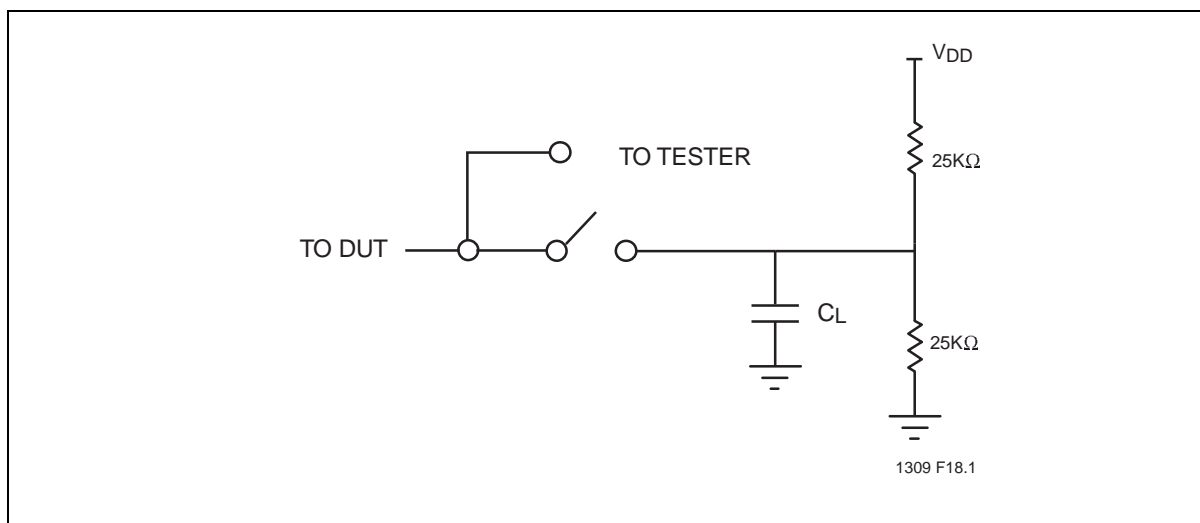 VDD
25KΩ
TO TESTER
TO DUT
CL
25KΩ
1309 F18.1